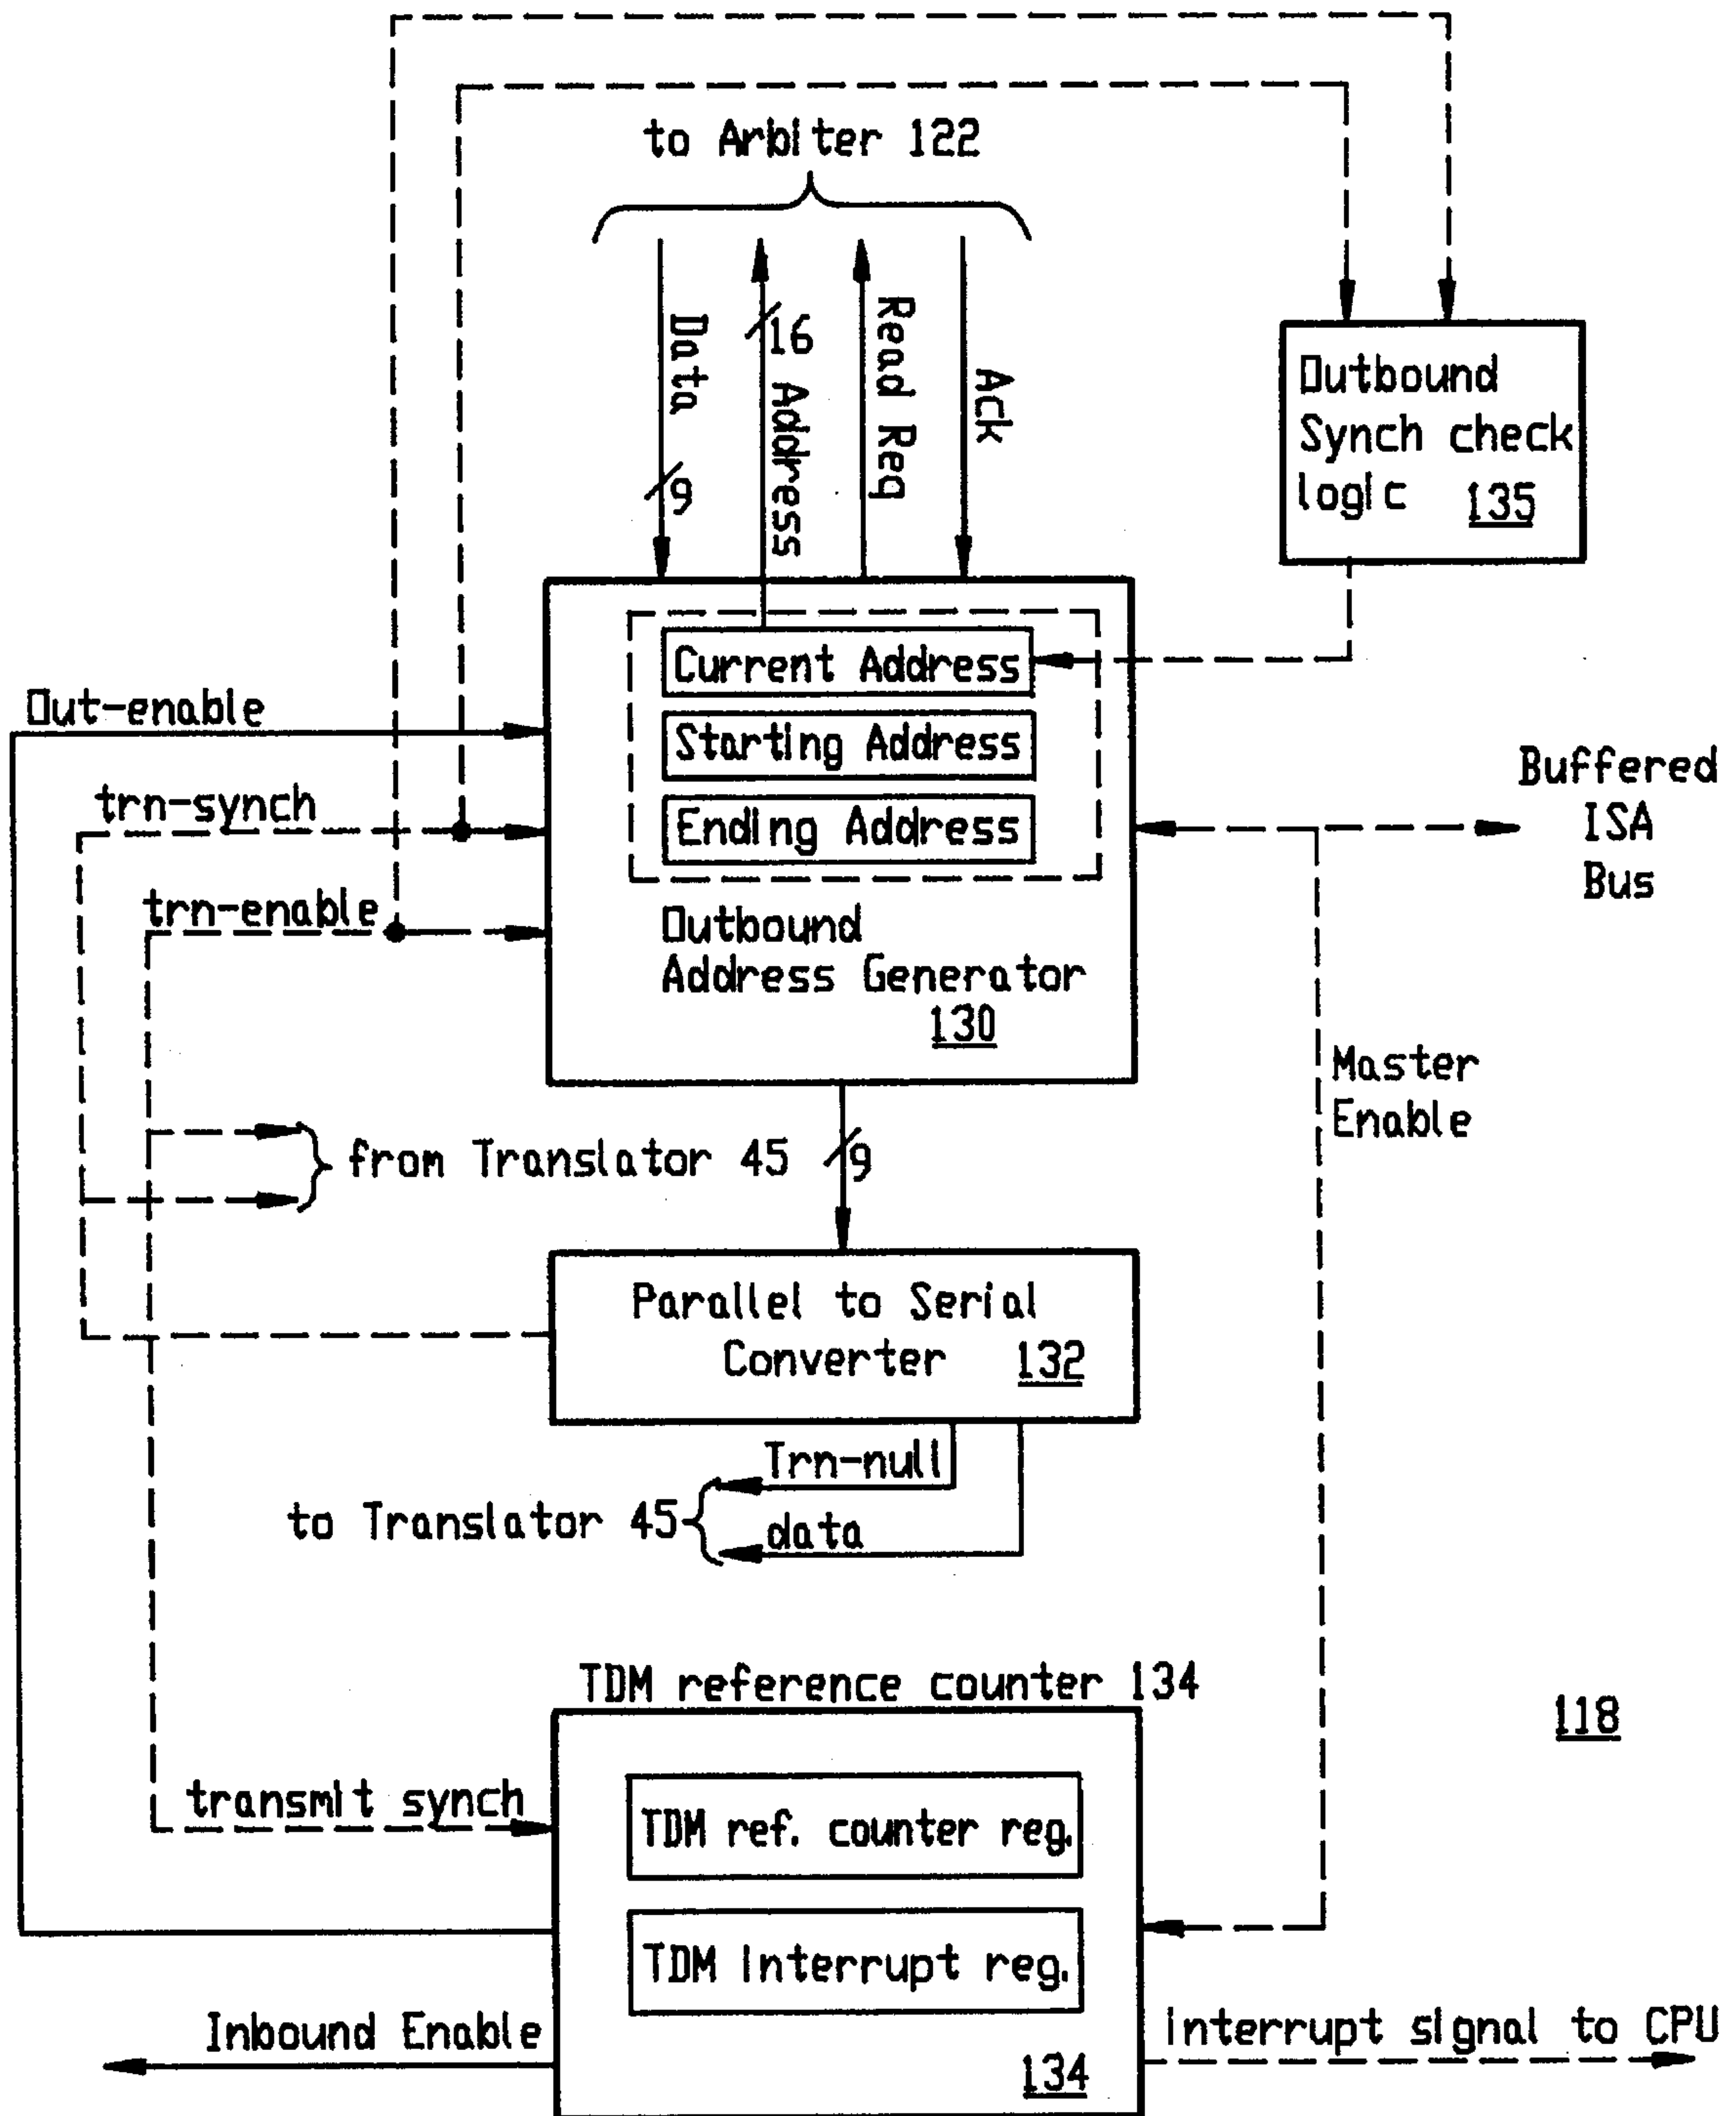 to Arbiter 122
Data
9
16 Address
Read Req
Ack
Outbound
Synch check
logic 135
Current Address
Starting Address
Ending Address
Outbound
Address Generator
130
Out-enable
trn-synch
trn-enable
Buffered
ISA
Bus
Master
Enable
from Translator 45
9
Parallel to Serial
Converter 132
Trn-null
to Translator 45
data
TDM reference counter 134
118
transmit synch
TDM ref. counter reg.
TDM Interrupt reg.
Inbound Enable
134
interrupt signal to CPU